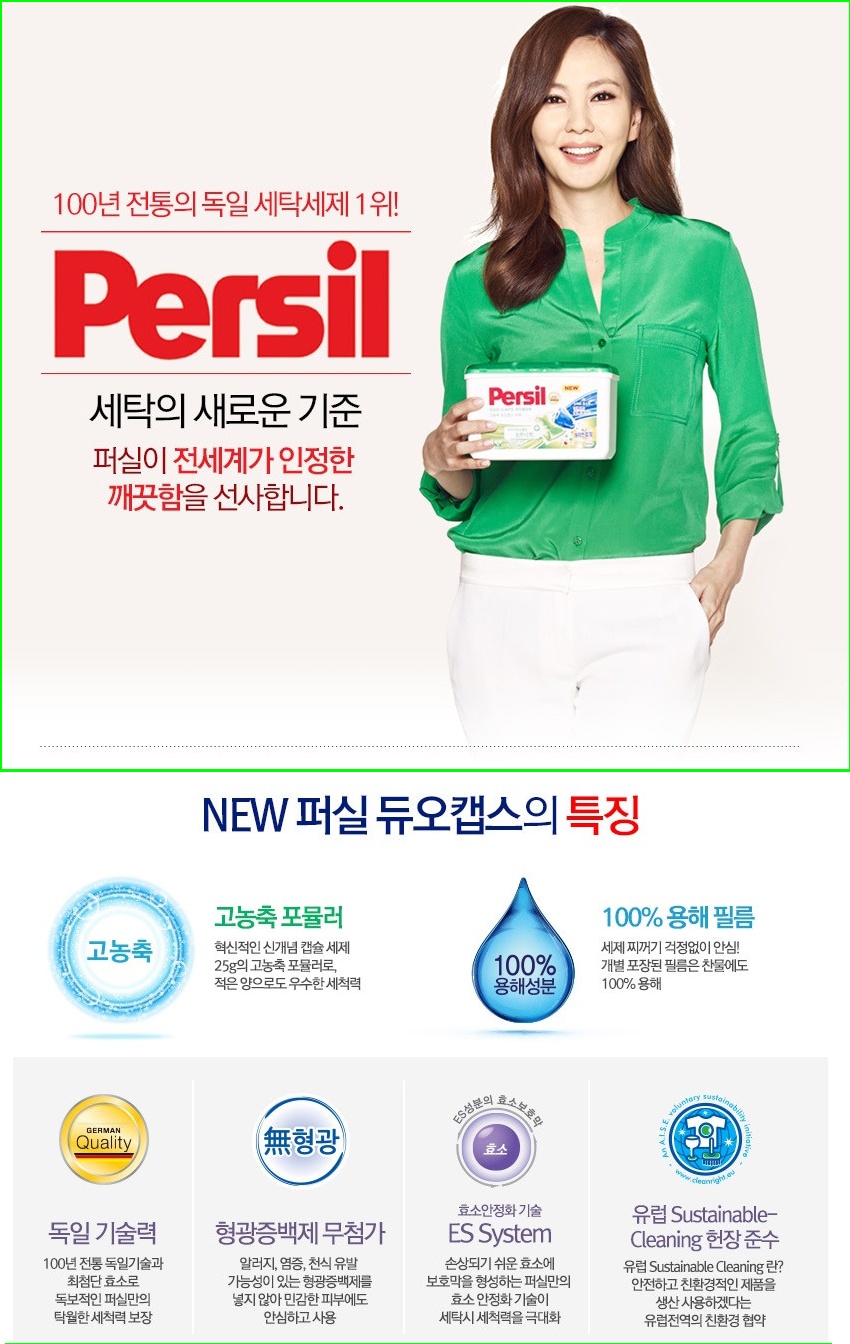 100년 전통의 독일 세탁세제 1위!
Persil
세탁의 새로운 기준
퍼실이 전세계가 인정한
깨끗함을 선사합니다.
Persil
NEW
NEW 퍼실 듀오캡스의 특징
고농축
고농축 포뮬러
혁신적인 신개념 캡슐 세제
25g의 고농축 포뮬러로,
적은 양으로도 우수한 세척력
100%
용해성분
100% 용해 필름
세제 찌꺼기 걱정없이 안심!
개별 포장된 필름은 찬물에도
100% 용해
GERMAN
Quality
독일 기술력
100년 전통 독일기술과
최첨단 효소로
독보적인 퍼실만의
탁월한 세척력 보장
無형광
형광증백제 무첨가
알러지, 염증, 천식 유발
가능성이 있는 형광증백제를
넣지 않아 민감한 피부에도
안심하고 사용
ES성분의 효소보호막
효소
효소안정화 기술
ES System
손상되기 쉬운 효소에
보호막을 형성하는 퍼실만의
효소 안정화 기술이
세탁시 세척력을 극대화
An A.I.S.E. voluntary sustainability initiative
www.cleanright.eu
유럽 Sustainable-
Cleaning 헌장 준수
유럽 Sustainable Cleaning 란?
안전하고 친환경적인 제품을
생산 사용하겠다는
유럽전역의 친환경 협약